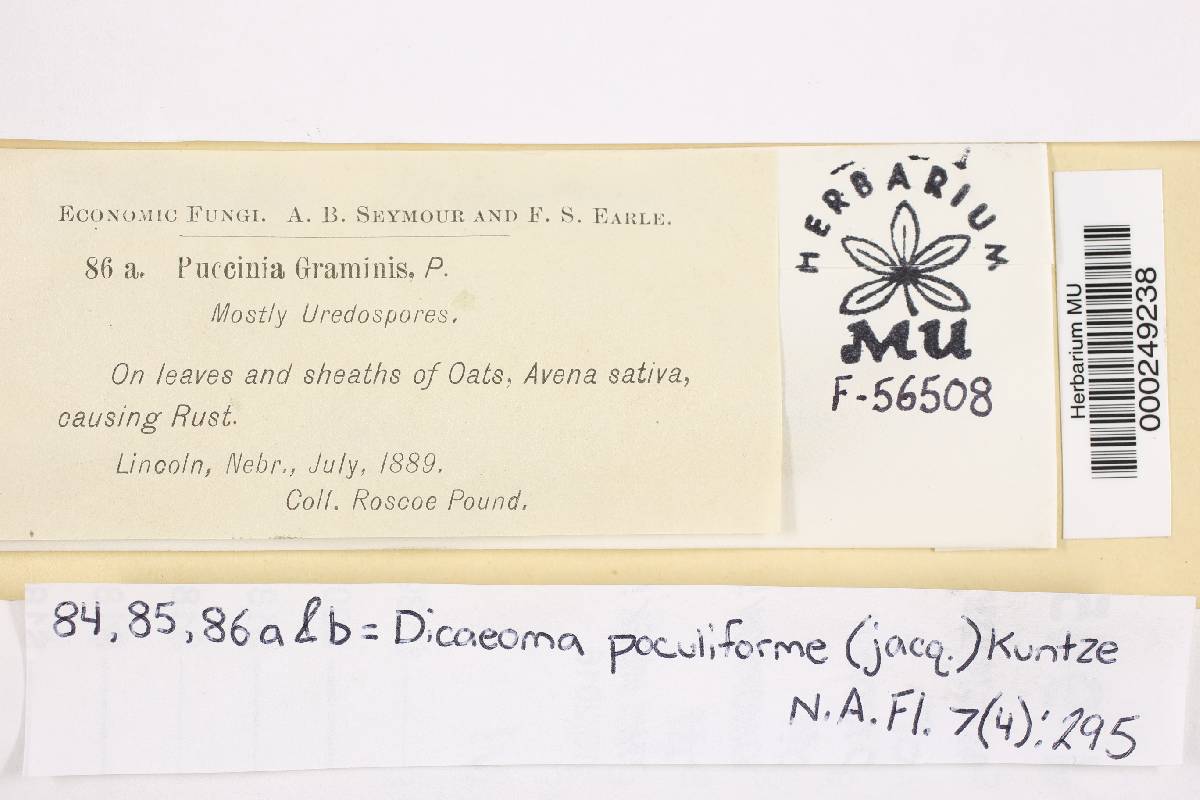 ECONOMIC FUNGI. A. B. SEYMOUR AND F. S. EARLE.
86 a. Puccinia Graminis, P.
Mostly Uredospores.
On leaves and sheaths of Oats, Avena sativa,
causing Rust.
Lincoln, Nebr., July, 1889.
Coll. Roscoe Pound.
HERBARIUM
MU
F-56508
Herbarium MU
000249238
84, 85, 86 a & b = Dicaeoma poculiforme (jacq.) Kuntze
N.A.Fl. 7(4):295